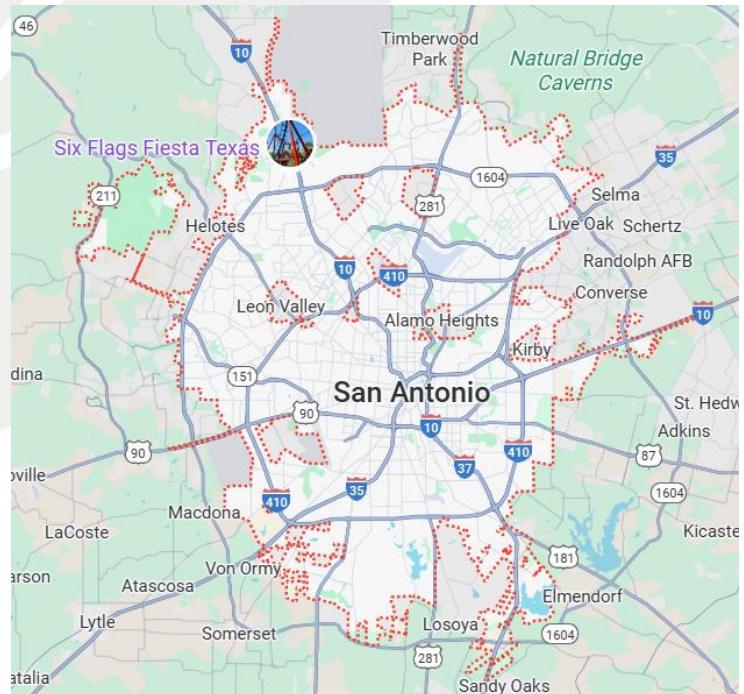 46
10
Timberwood
Park
Natural Bridge
Caverns
Six Flags Fiesta Texas
35
1604
211
281
Selma
Helotes
Live Oak
Schertz
Randolph AFB
10
410
Converse
Leon Valley
Alamo Heights
10
Kirby
151
San Antonio
dina
90
10
St. Hedw
Adkins
90
410
87
37
oville
35
1604
410
Macdona
LaCoste
Kicaste
181
Von Ormy
arson
Atascosa
Elmendorf
Lytle
Somerset
Losoya
1604
281
atalia
Sandy Oaks